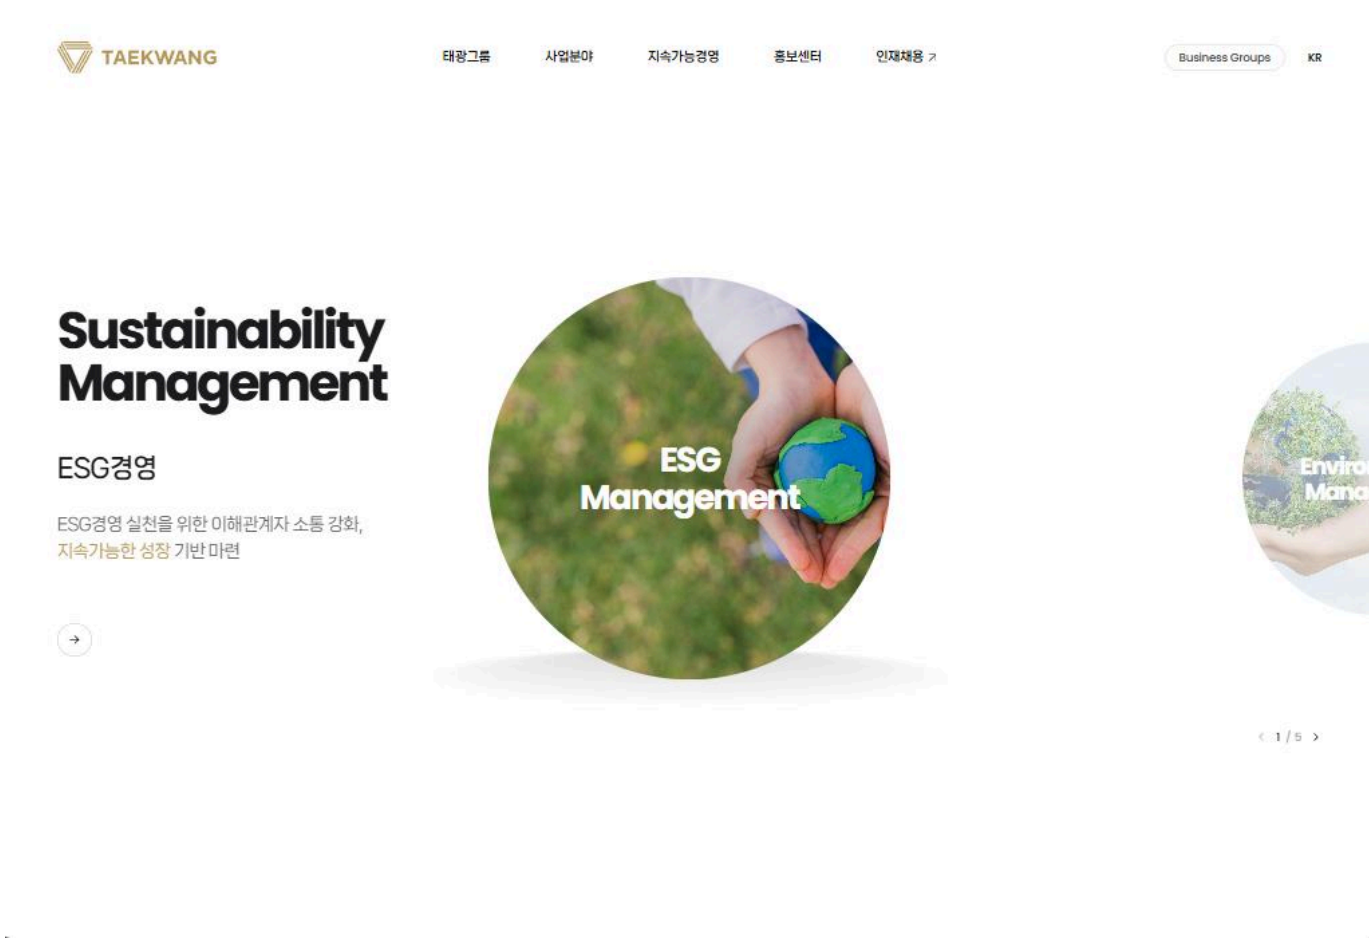 TAEKWANG
태광그룹
사업분야
지속가능경영
홍보센터
인재채용
Business Groups
KR
Sustainability
Management
ESG경영
ESG경영 실천을 위한 이해관계자 소통 강화,
지속가능한 성장 기반 마련
ESG
Management
1 / 5